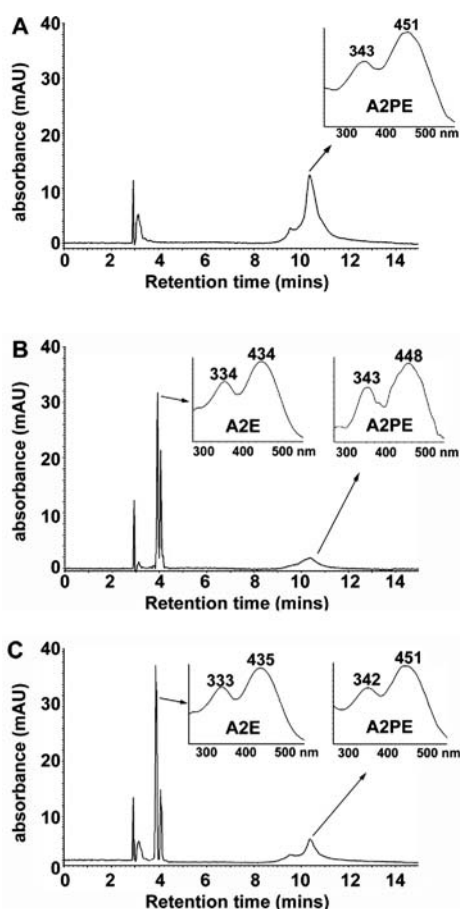 A
absorbance (mAU)
40
30
20
10
0
0 2 4 6 8 10 12 14
Retention time (mins)
343
451
A2PE
300 400 500 nm
B
absorbance (mAU)
40
30
20
10
0
0 2 4 6 8 10 12 14
Retention time (mins)
334
434
A2E
300 400 500 nm
343
448
A2PE
300 400 500 nm
C
absorbance (mAU)
40
30
20
10
0
0 2 4 6 8 10 12 14
Retention time (mins)
333
435
A2E
300 400 500 nm
342
451
A2PE
300 400 500 nm